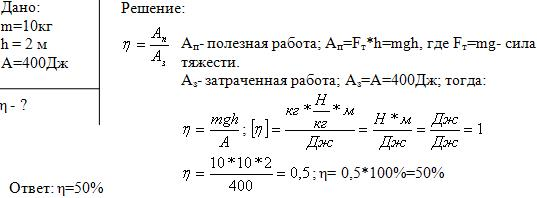 Дано:
m=10кг
h = 2 м
A=400Дж
η - ?
Решение:
η = Aп / Aз
Aп- полезная работа; Aп=Fт*h=mgh, где Fт=mg- сила
тяжести.
Aз- затраченная работа; Aз=A=400Дж; тогда:
η = mgh / A ; [η] = кг * Н/кг * м / Дж = Н * м / Дж = Дж / Дж = 1
η = 10*10*2 / 400 = 0,5 ; η= 0,5*100%=50%
Ответ: η=50%